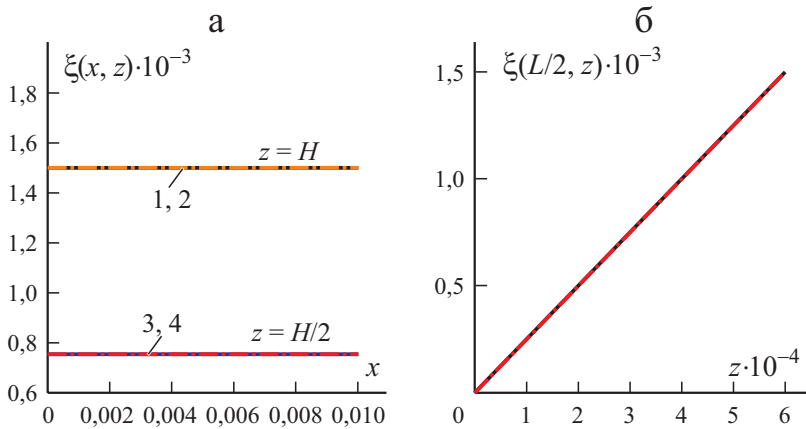 а
ξ(x, z)·10⁻³
1,8
1,6
z = H
1,4
1, 2
1,2
1,0
3, 4
z = H/2
0,8
x
0,6
0 0,002 0,004 0,006 0,008 0,010
б
ξ(L/2, z)·10⁻³
1,5
1,0
0,5
z·10⁻⁴
0 1 2 3 4 5 6